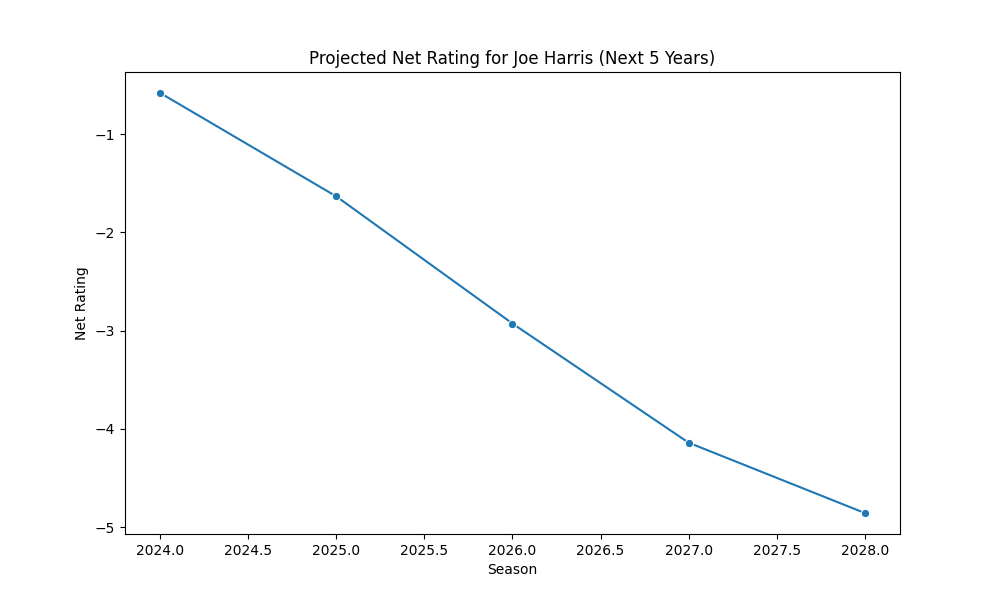 Projected Net Rating for Joe Harris (Next 5 Years)
Net Rating
−1
−2
−3
−4
−5
2024.0 2024.5 2025.0 2025.5 2026.0 2026.5 2027.0 2027.5 2028.0
Season